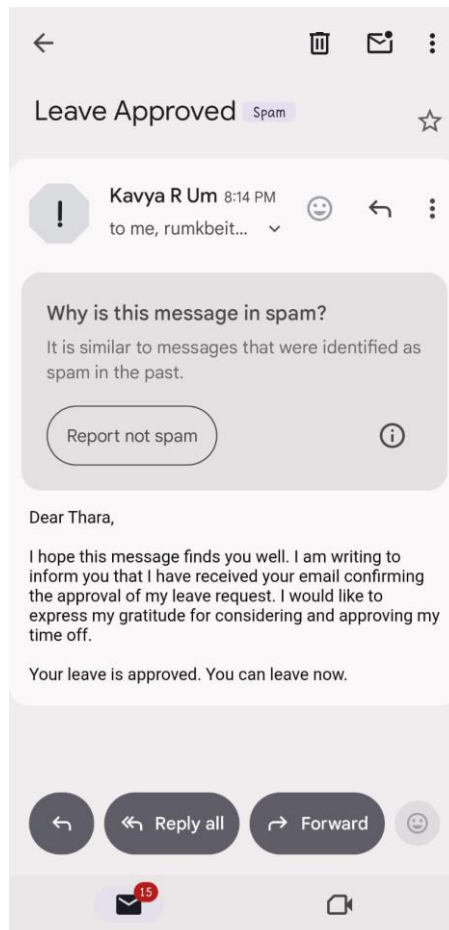 Leave Approved Spam
Kavya R Um 8:14 PM
to me, rumkbeit...
Why is this message in spam?
It is similar to messages that were identified as
spam in the past.
Report not spam
Dear Thara,
I hope this message finds you well. I am writing to
inform you that I have received your email confirming
the approval of my leave request. I would like to
express my gratitude for considering and approving my
time off.
Your leave is approved. You can leave now.
Reply all
Forward
15